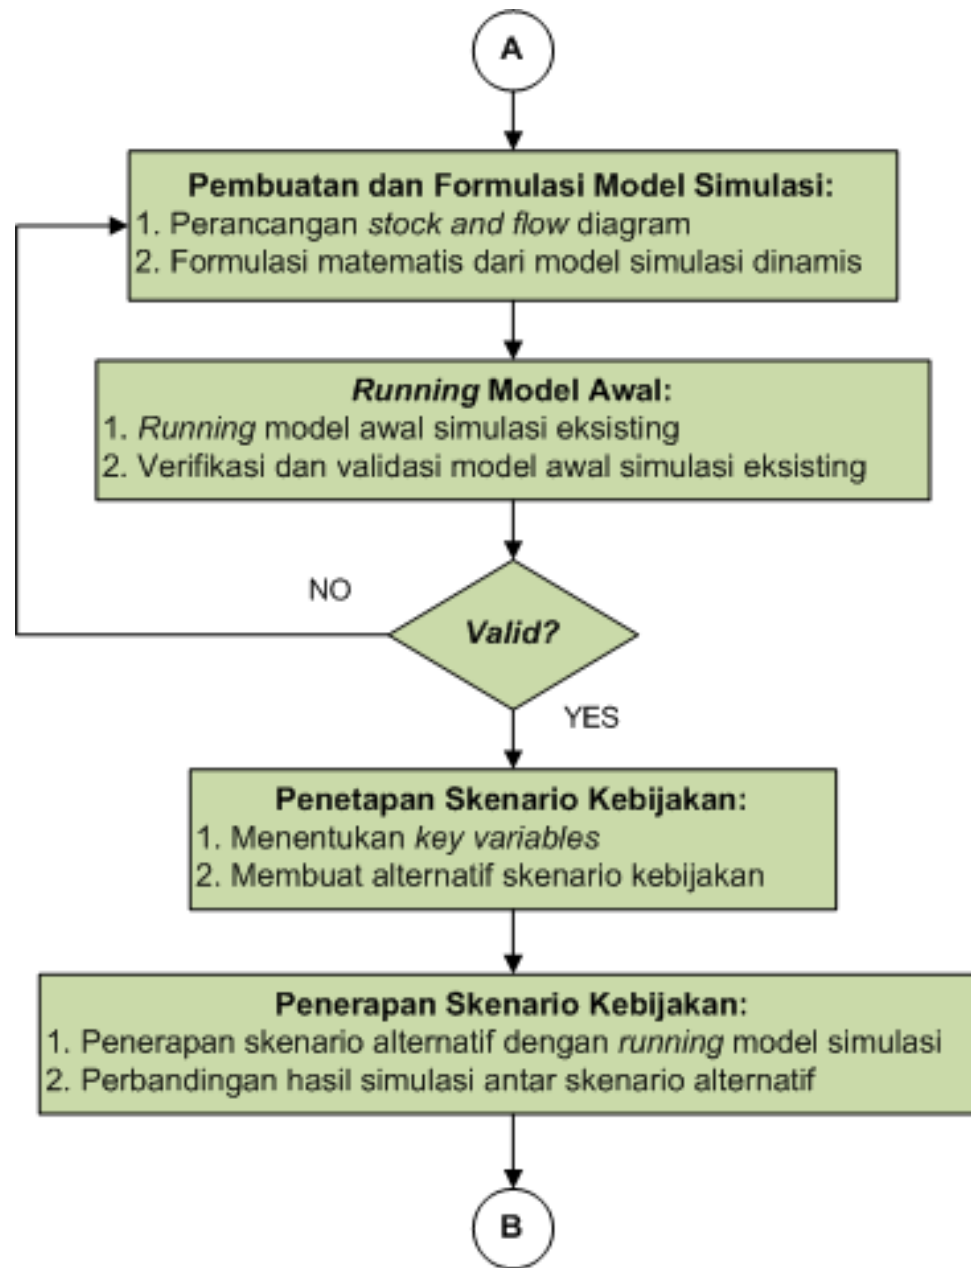 A
Pembuatan dan Formulasi Model Simulasi:
1. Perancangan stock and flow diagram
2. Formulasi matematis dari model simulasi dinamis
Running Model Awal:
1. Running model awal simulasi eksisting
2. Verifikasi dan validasi model awal simulasi eksisting
NO
Valid?
YES
Penetapan Skenario Kebijakan:
1. Menentukan key variables
2. Membuat alternatif skenario kebijakan
Penerapan Skenario Kebijakan:
1. Penerapan skenario alternatif dengan running model simulasi
2. Perbandingan hasil simulasi antar skenario alternatif
B